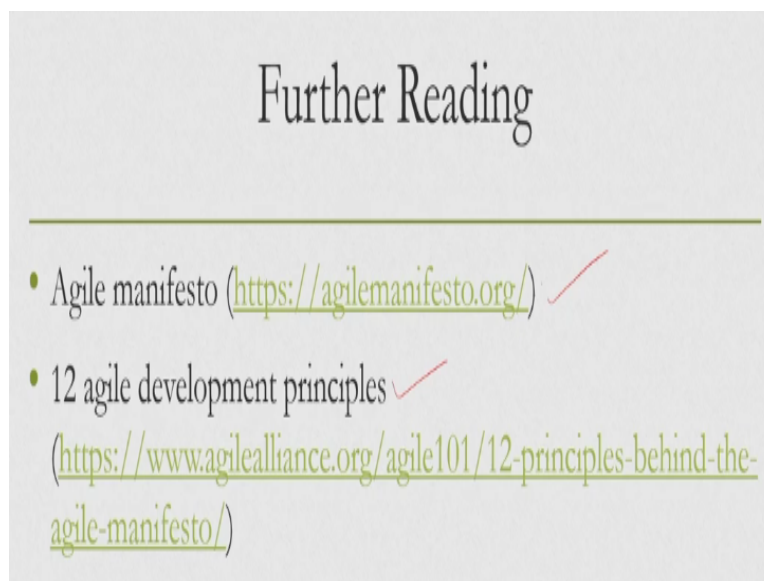 Further Reading
• Agile manifesto (https://agilemanifesto.org/)
• 12 agile development principles
(https://www.agilealliance.org/agile101/12-principles-behind-the-
agile-manifesto/)